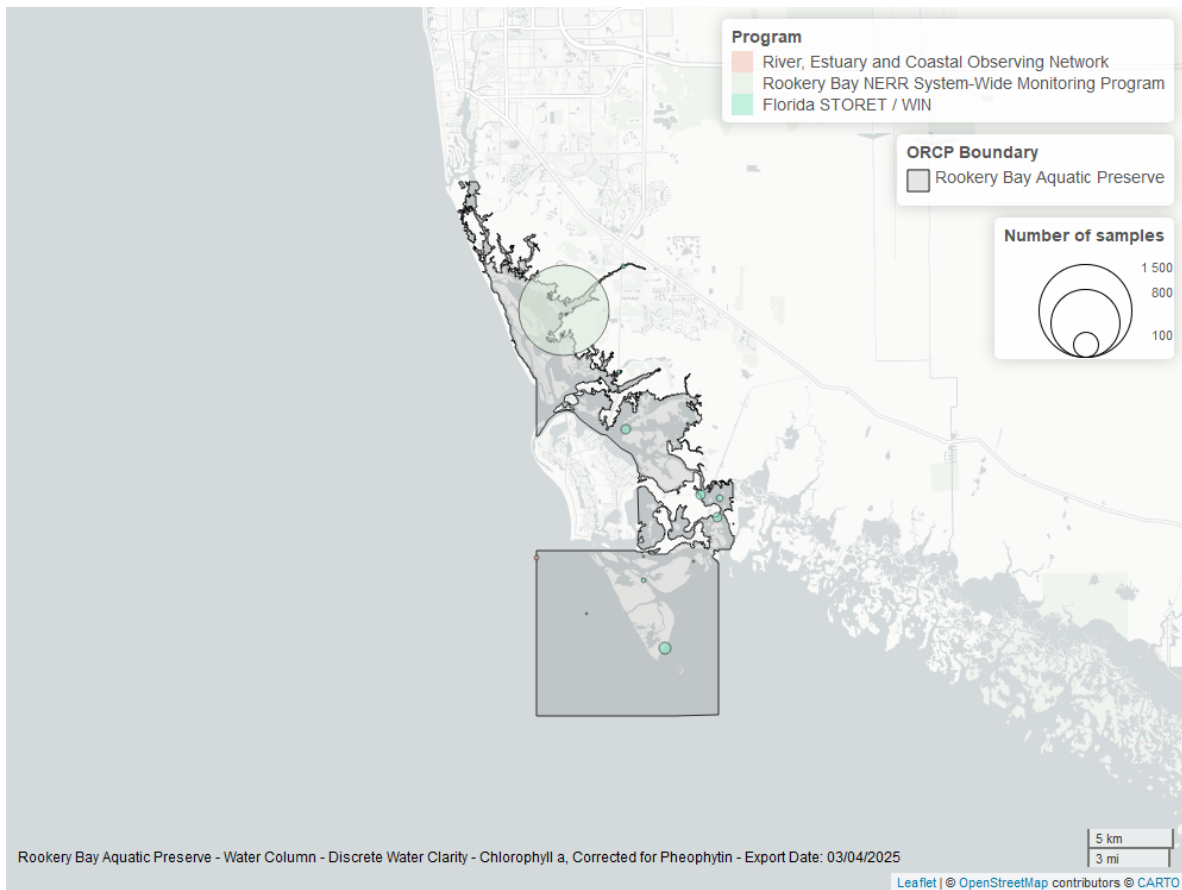 Program
River, Estuary and Coastal Observing Network
Rookery Bay NERR System-Wide Monitoring Program
Florida STORET / WIN
ORCP Boundary
Rookery Bay Aquatic Preserve
Number of samples
1 500
800
100
5 km
3 mi
Rookery Bay Aquatic Preserve - Water Column - Discrete Water Clarity - Chlorophyll a, Corrected for Pheophytin - Export Date: 03/04/2025
Leaflet | © OpenStreetMap contributors © CARTO